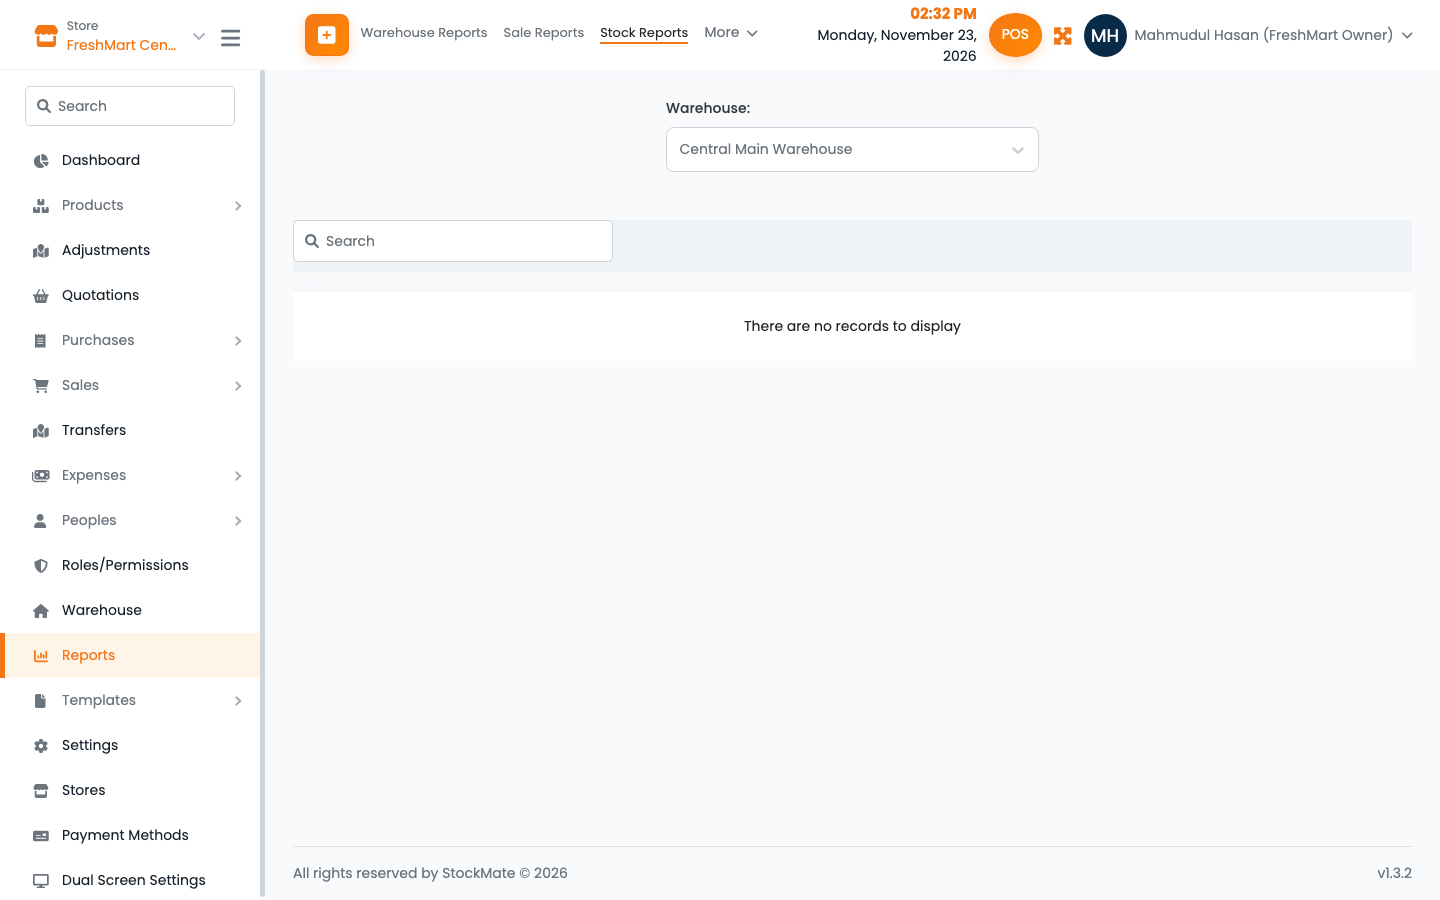 Store
FreshMart Cen...
Warehouse Reports
Sale Reports
Stock Reports
More
02:32 PM
Monday, November 23,
2026
POS
MH
Mahmudul Hasan (FreshMart Owner)
Search
Dashboard
Products
Adjustments
Quotations
Purchases
Sales
Transfers
Expenses
Peoples
Roles/Permissions
Warehouse
Reports
Templates
Settings
Stores
Payment Methods
Dual Screen Settings
Warehouse:
Central Main Warehouse
Search
There are no records to display
All rights reserved by StockMate © 2026
v1.3.2